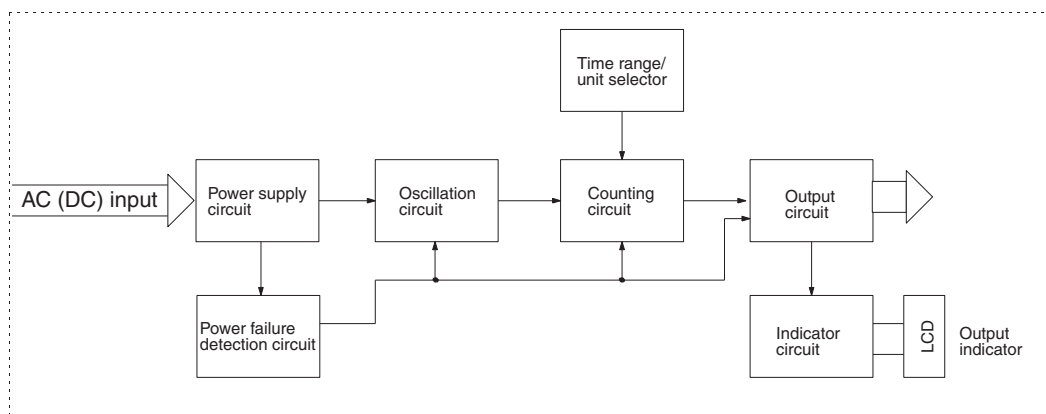 Time range/
unit selector
AC (DC) input
Power supply
circuit
Oscillation
circuit
Counting
circuit
Output
circuit
Power failure
detection circuit
Indicator
circuit
LCD
Output
indicator